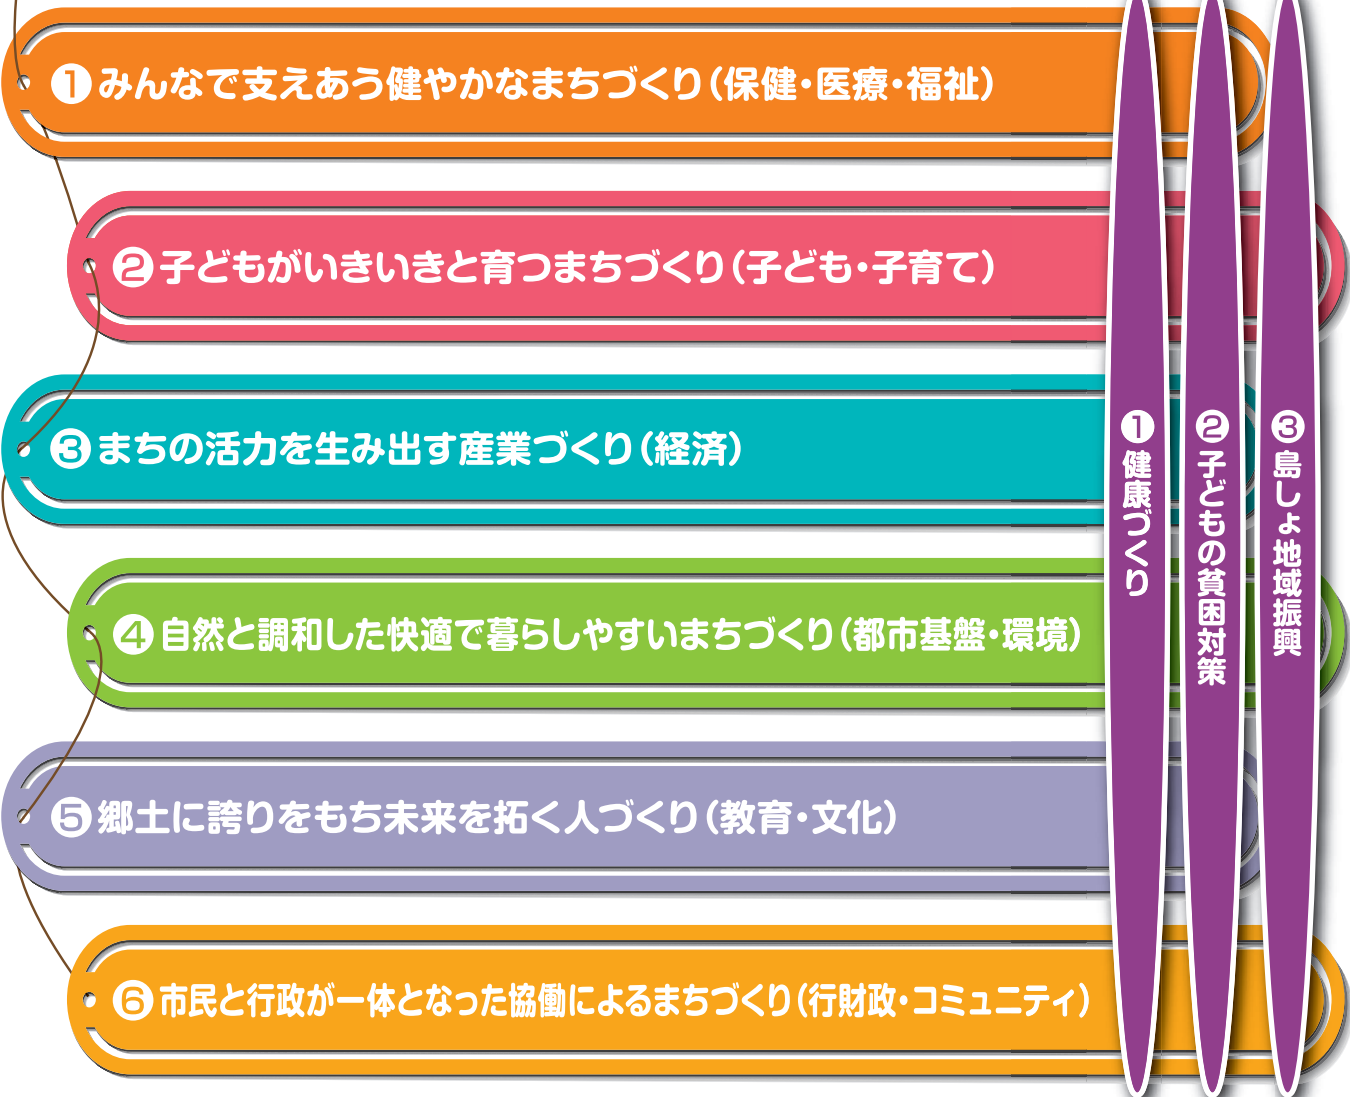 ❶みんなで支えあう健やかなまちづくり（保健・医療・福祉）
❷子どもがいきいきと育つまちづくり（子ども・子育て）
❸まちの活力を生み出す産業づくり（経済）
❹自然と調和した快適で暮らしやすいまちづくり（都市基盤・環境）
❺郷土に誇りをもち未来を拓く人づくり（教育・文化）
❻市民と行政が一体となった協働によるまちづくり（行財政・コミュニティ）
❶健康づくり
❷子どもの貧困対策
❸島しょ地域振興